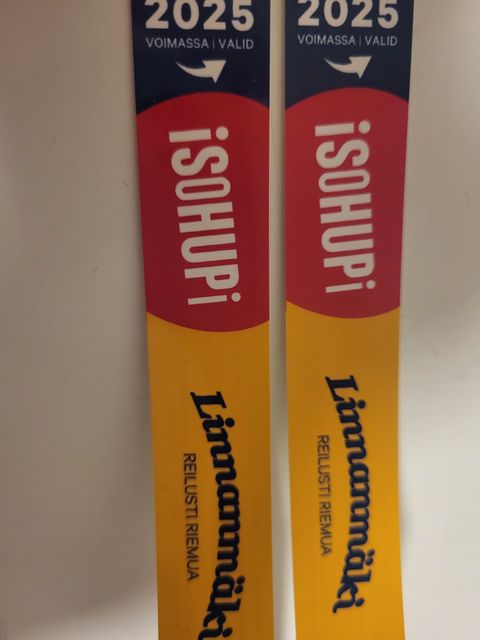 2025
VOIMASSA | VALID
iSOHUPi
Linnanmäki
REILUSTI RIEMUA
2025
VOIMASSA | VALID
iSOHUPi
Linnanmäki
REILUSTI RIEMUA